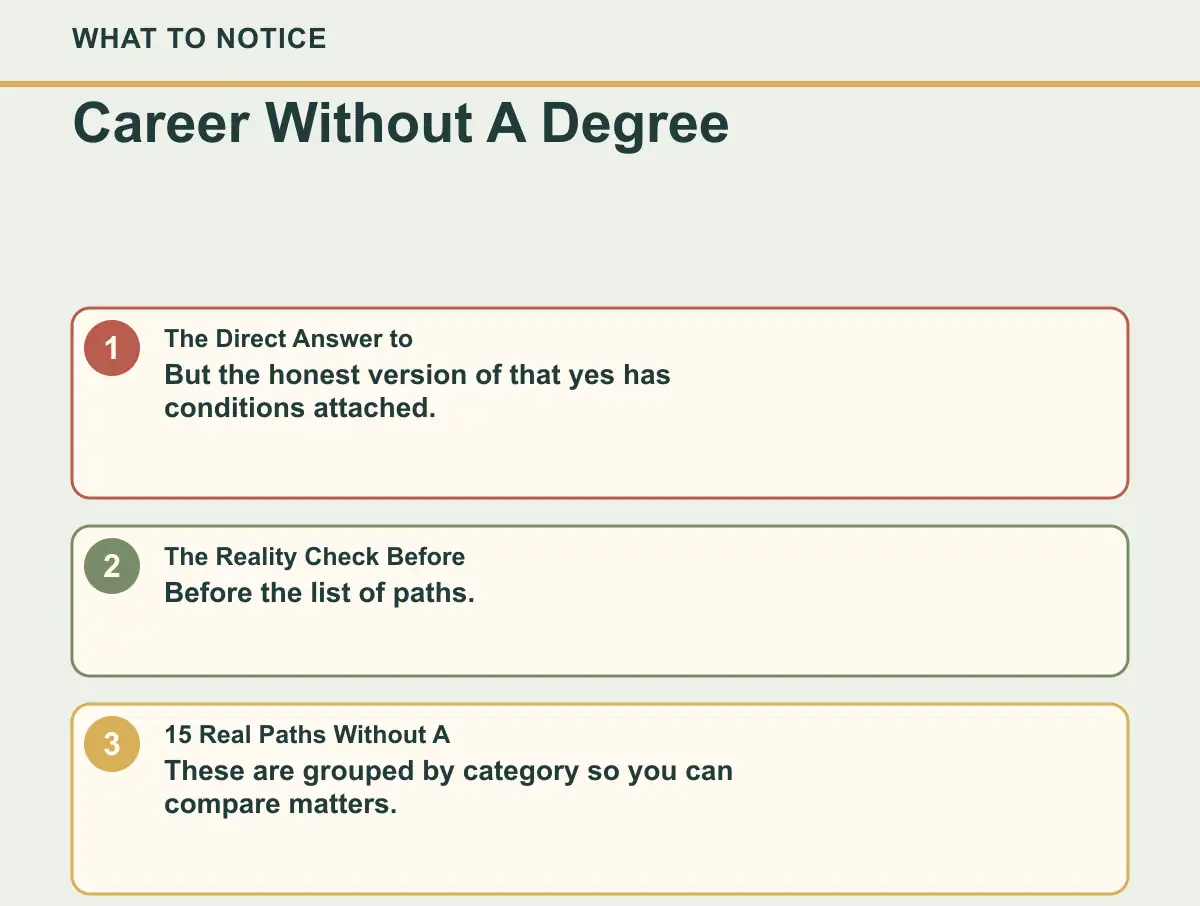 WHAT TO NOTICE
Career Without A Degree
1
The Direct Answer to
But the honest version of that yes has
conditions attached.
2
The Reality Check Before
Before the list of paths.
3
15 Real Paths Without A
These are grouped by category so you can
compare matters.